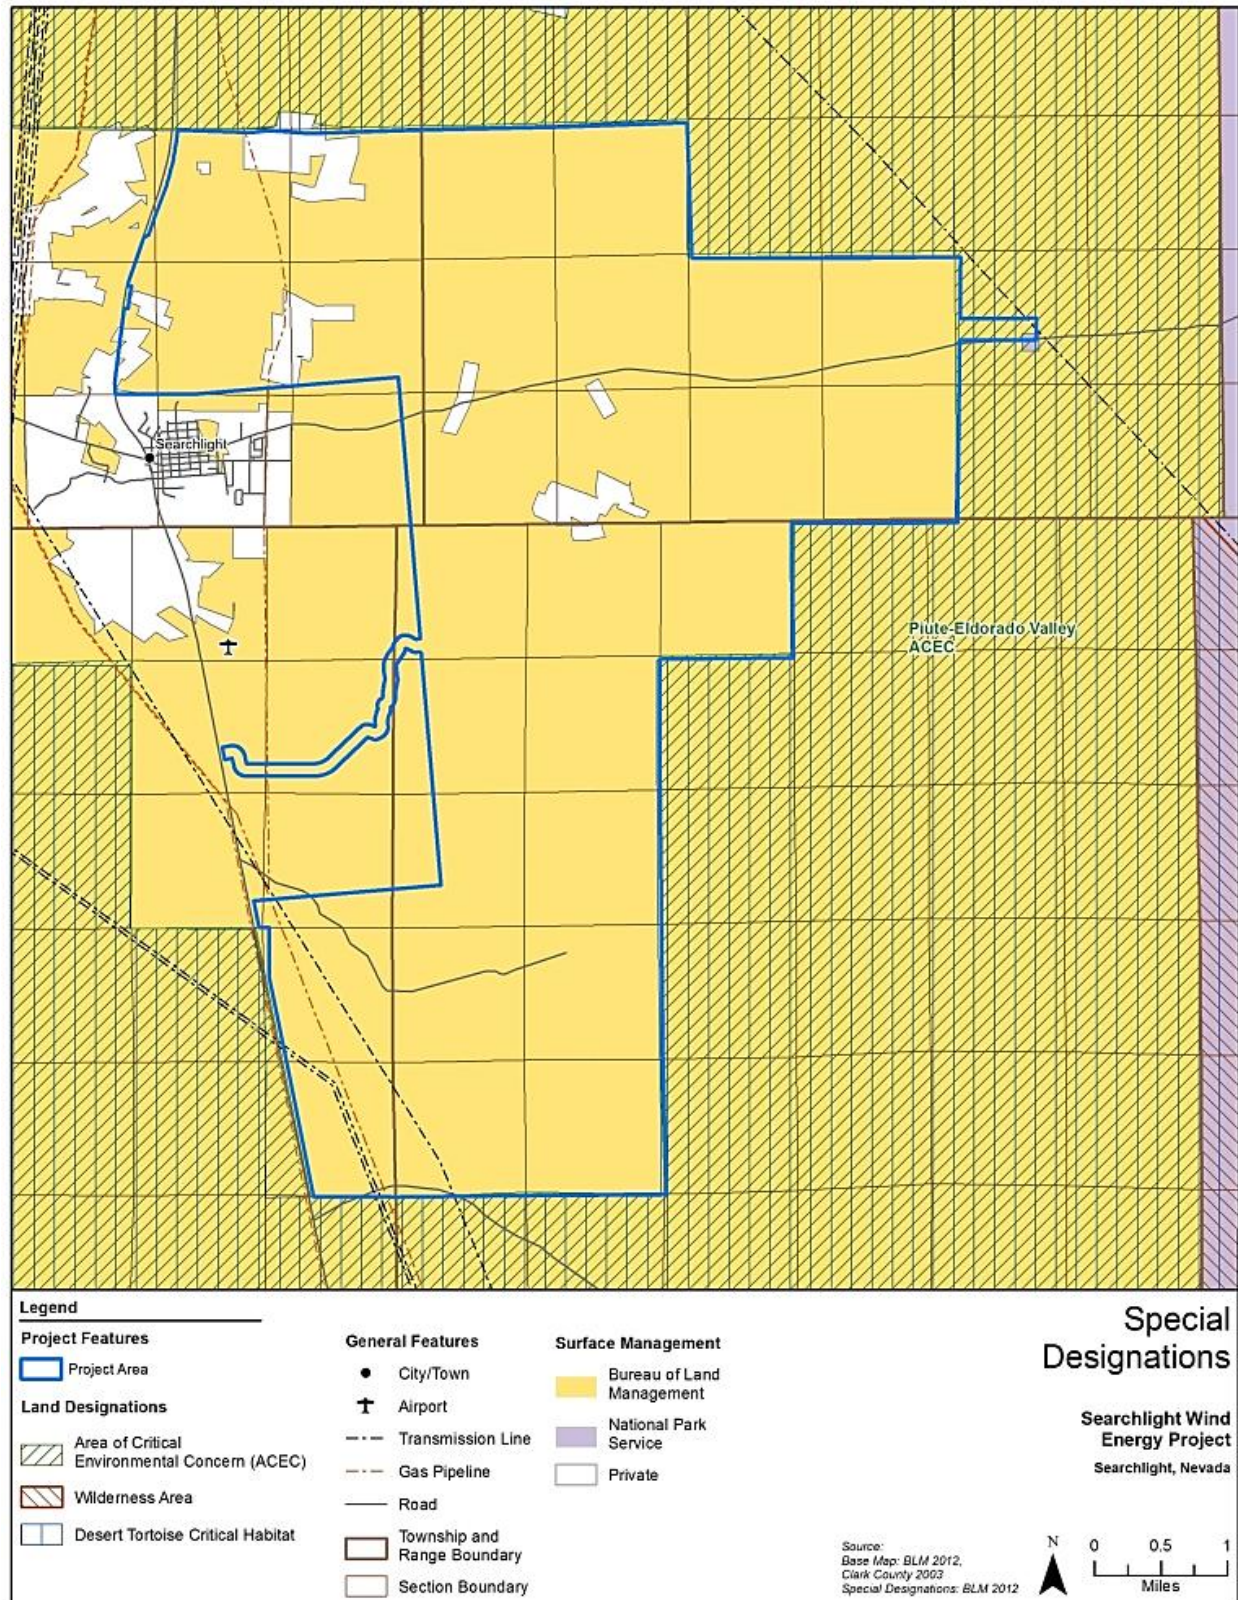 Searchlight
Piute-Eldorado Valley
ACEC
Legend
Project Features
Project Area
Land Designations
Area of Critical
Environmental Concern (ACEC)
Wilderness Area
Desert Tortoise Critical Habitat
General Features
City/Town
Airport
Transmission Line
Gas Pipeline
Road
Township and
Range Boundary
Section Boundary
Surface Management
Bureau of Land
Management
National Park
Service
Private
Special
Designations
Searchlight Wind
Energy Project
Searchlight, Nevada
Source:
Base Map: BLM 2012,
Clark County 2003
Special Designations: BLM 2012
N
0 0.5 1
Miles